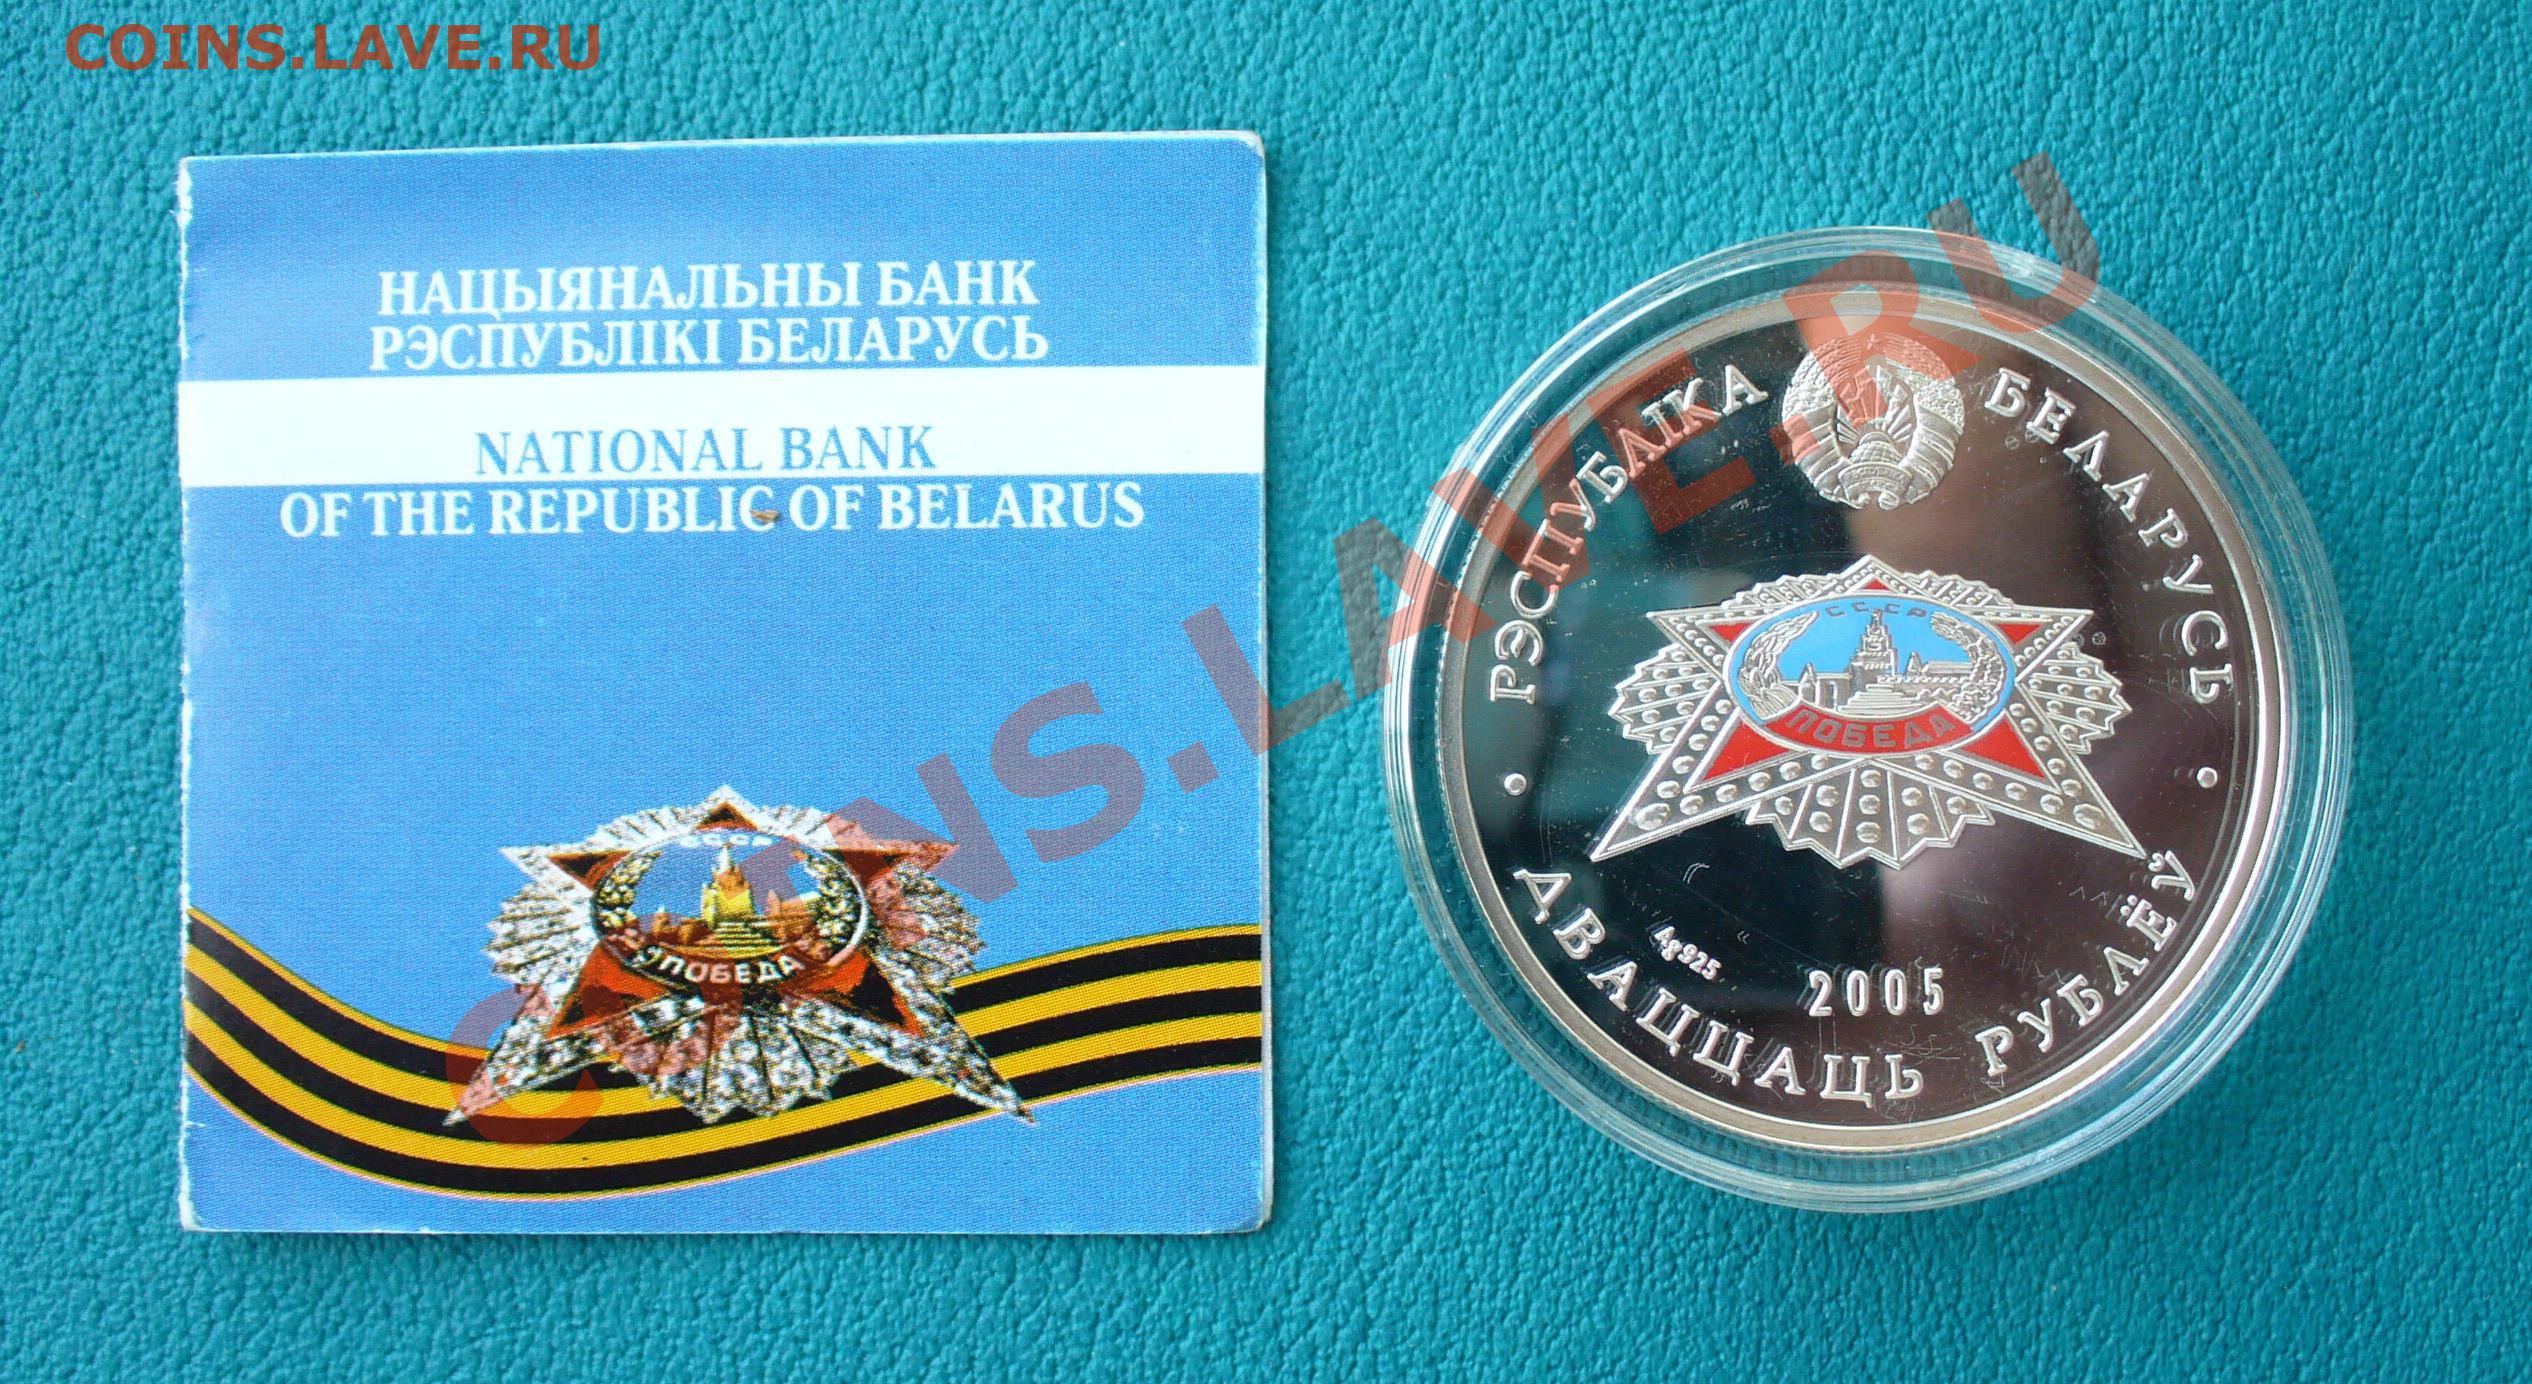 COINS.LAVE.RU
НАЦЫЯНАЛЬНЫ БАНК
РЭСПУБЛІКІ БЕЛАРУСЬ
NATIONAL BANK
OF THE REPUBLIC OF BELARUS
СССР
ПОБЕДА
РЭСПУБЛІКА БЕЛАРУСЬ
СССР
ПОБЕДА
Ag925
2005
ДВАЦЦАЦЬ РУБЛЁЎ
COINS.LAVE.RU